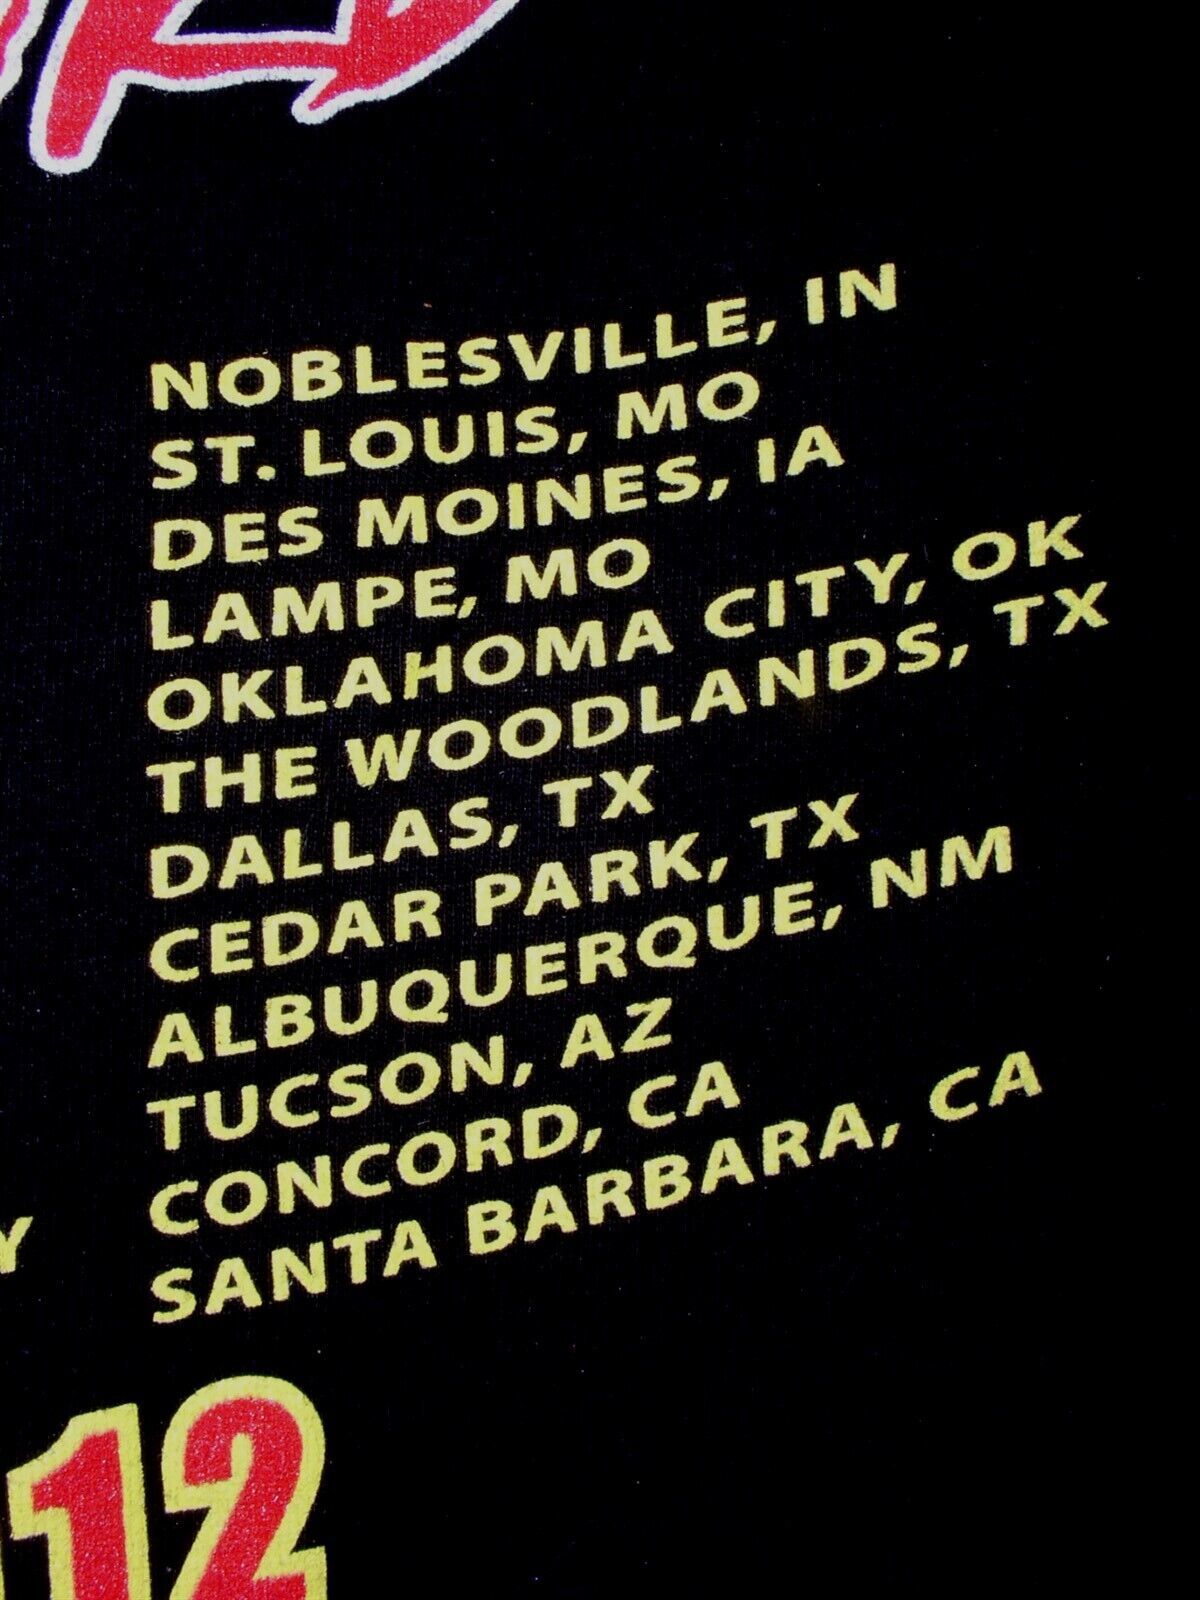 NOBLESVILLE, IN
ST. LOUIS, MO
DES MOINES, IA
LAMPE, MO
OKLAHOMA CITY, OK
THE WOODLANDS, TX
DALLAS, TX
CEDAR PARK, TX
ALBUQUERQUE, NM
TUCSON, AZ
CONCORD, CA
SANTA BARBARA, CA
Y
12